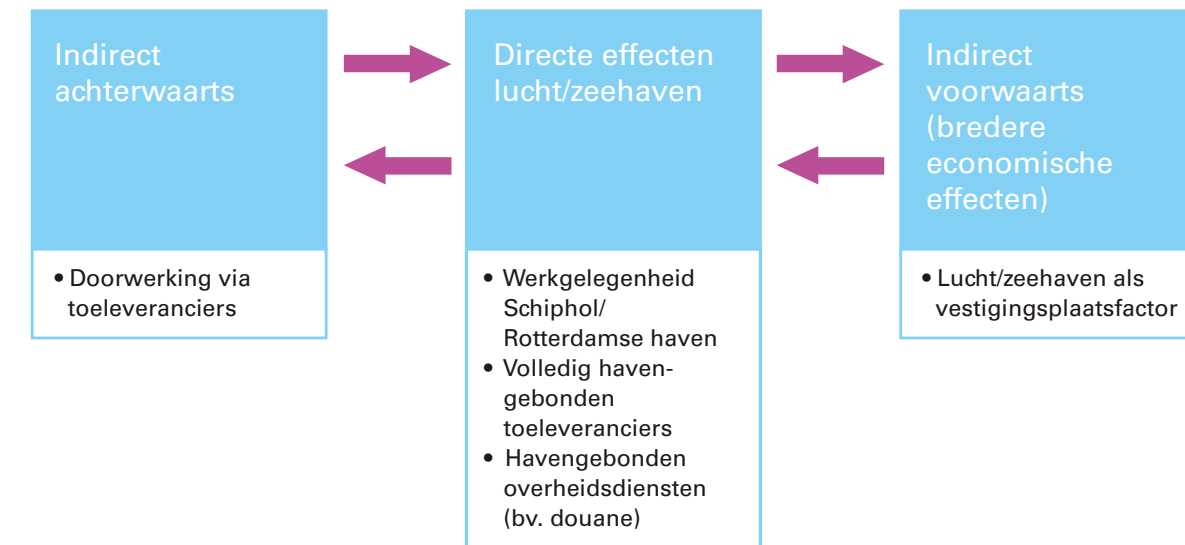 Indirect
achterwaarts
• Doorwerking via
toeleveranciers
Directe effecten
lucht/zeehaven
• Werkgelegenheid
Schiphol/
Rotterdamse haven
• Volledig haven-
gebonden
toeleveranciers
• Havengebonden
overheidsdiensten
(bv. douane)
Indirect
voorwaarts
(bredere
economische
effecten)
• Lucht/zeehaven als
vestigingsplaatsfactor